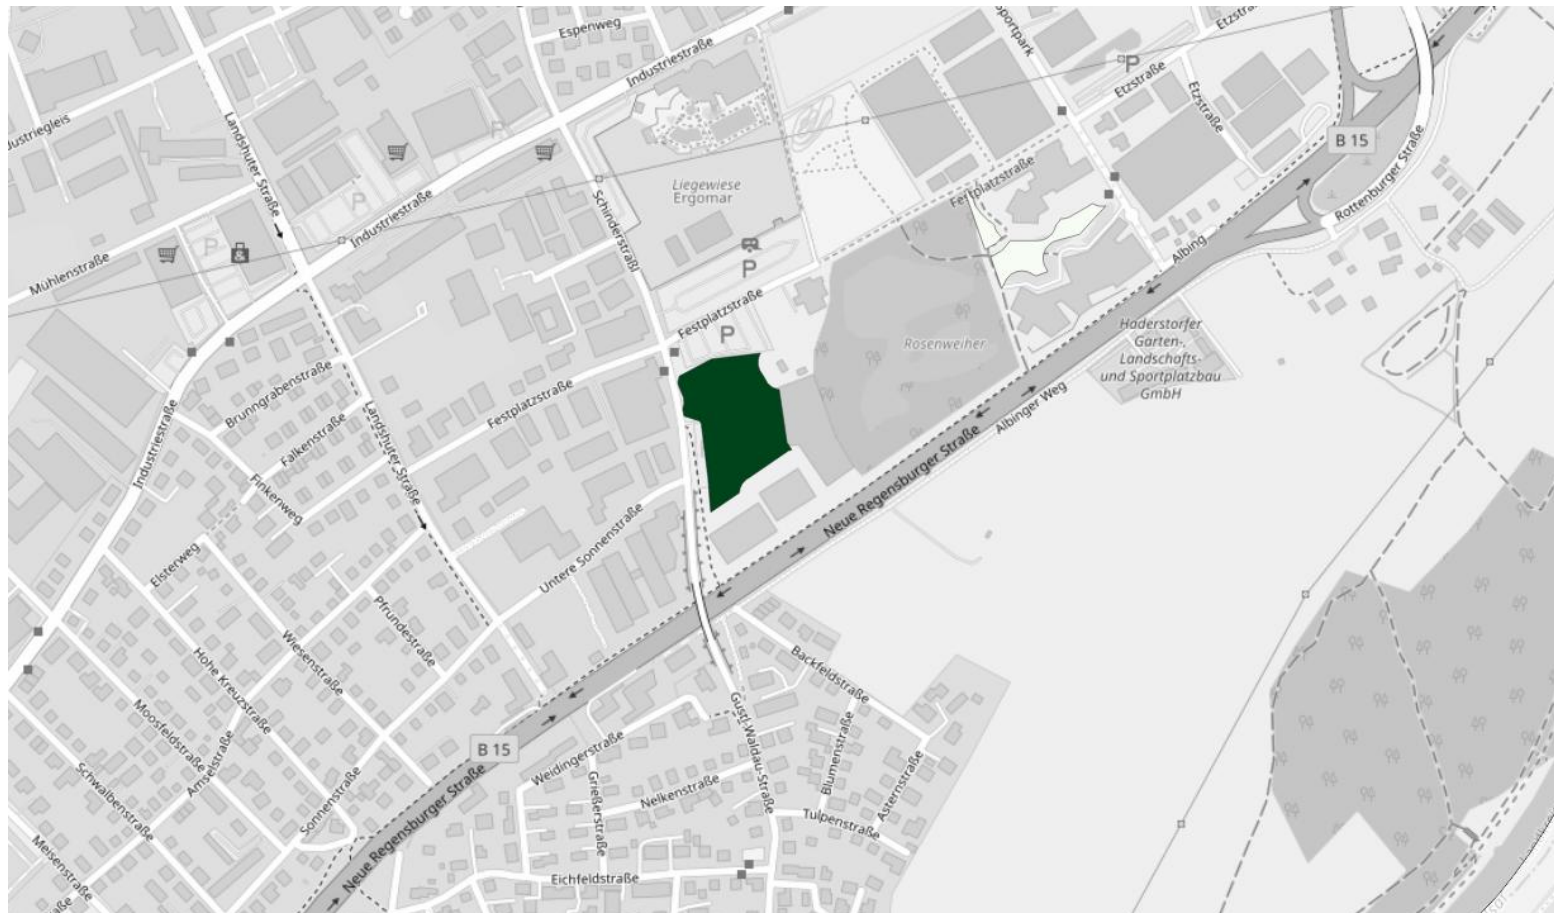 Espenweg
Industriestraße
Sportpark
Etzstraße
P
Etzstraße
Etzstraße
B 15
Rottenburger Straße
Landshuter Straße
P
P
Industriestraße
Liegewiese
Ergomar
Festplatzstraße
Schinderstraßl
Mühlenstraße
P
P
Albing
Festplatzstraße
P
Rosenweiher
Haderstorfer
Garten-,
Landschafts-
und Sportplatzbau
GmbH
Brunngrabenstraße
Festplatzstraße
Landshuter Straße
Falkenstraße
Industriestraße
Finkenweg
Albinger Weg
Neue Regensburger Straße
Elsterweg
Untere Sonnenstraße
Pfründestraße
Wiesenstraße
Hohe Kreuzstraße
Moosfeldstraße
Amselstraße
Schwalbenstraße
Meisenstraße
Sonnenstraße
Backfeldstraße
Gustl-Waldau-Straße
B 15
Weidingerstraße
Neue Regensburger Straße
Grießerstraße
Nelkenstraße
Blumenstraße
Asternstraße
Tulpenstraße
Eichfeldstraße